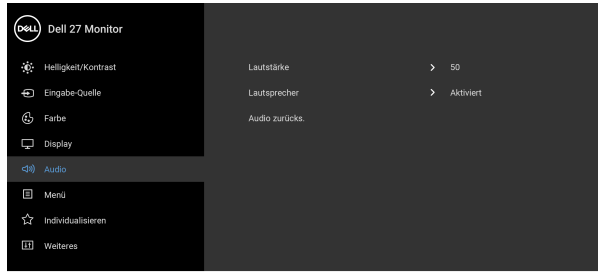 DELL Dell 27 Monitor
Helligkeit/Kontrast
Eingabe-Quelle
Farbe
Display
Audio
Menü
Individualisieren
Weiteres
Lautstärke > 50
Lautsprecher > Aktiviert
Audio zurücks.